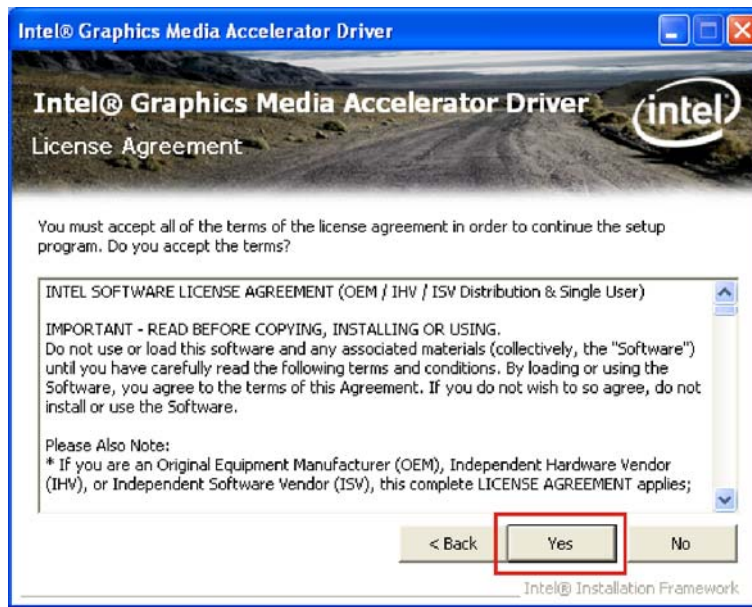 Intel® Graphics Media Accelerator Driver
Intel® Graphics Media Accelerator Driver
intel
License Agreement
You must accept all of the terms of the license agreement in order to continue the setup
program. Do you accept the terms?
INTEL SOFTWARE LICENSE AGREEMENT (OEM / IHV / ISV Distribution & Single User)
IMPORTANT - READ BEFORE COPYING, INSTALLING OR USING.
Do not use or load this software and any associated materials (collectively, the "Software")
until you have carefully read the following terms and conditions. By loading or using the
Software, you agree to the terms of this Agreement. If you do not wish to so agree, do not
install or use the Software.
Please Also Note:
* If you are an Original Equipment Manufacturer (OEM), Independent Hardware Vendor
(IHV), or Independent Software Vendor (ISV), this complete LICENSE AGREEMENT applies;
< Back Yes No
Intel® Installation Framework